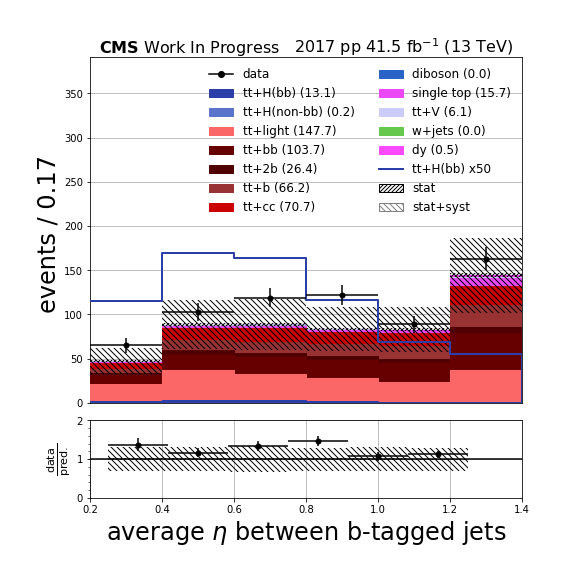 CMS Work In Progress 2017 pp 41.5 fb⁻¹ (13 TeV)
data
tt+H(bb) (13.1)
tt+H(non-bb) (0.2)
tt+light (147.7)
tt+bb (103.7)
tt+2b (26.4)
tt+b (66.2)
tt+cc (70.7)
diboson (0.0)
single top (15.7)
tt+V (6.1)
w+jets (0.0)
dy (0.5)
tt+H(bb) x50
stat
stat+syst
events / 0.17
350
300
250
200
150
100
50
0
data
pred.
2
1
0
0.2 0.4 0.6 0.8 1.0 1.2 1.4
average η between b-tagged jets